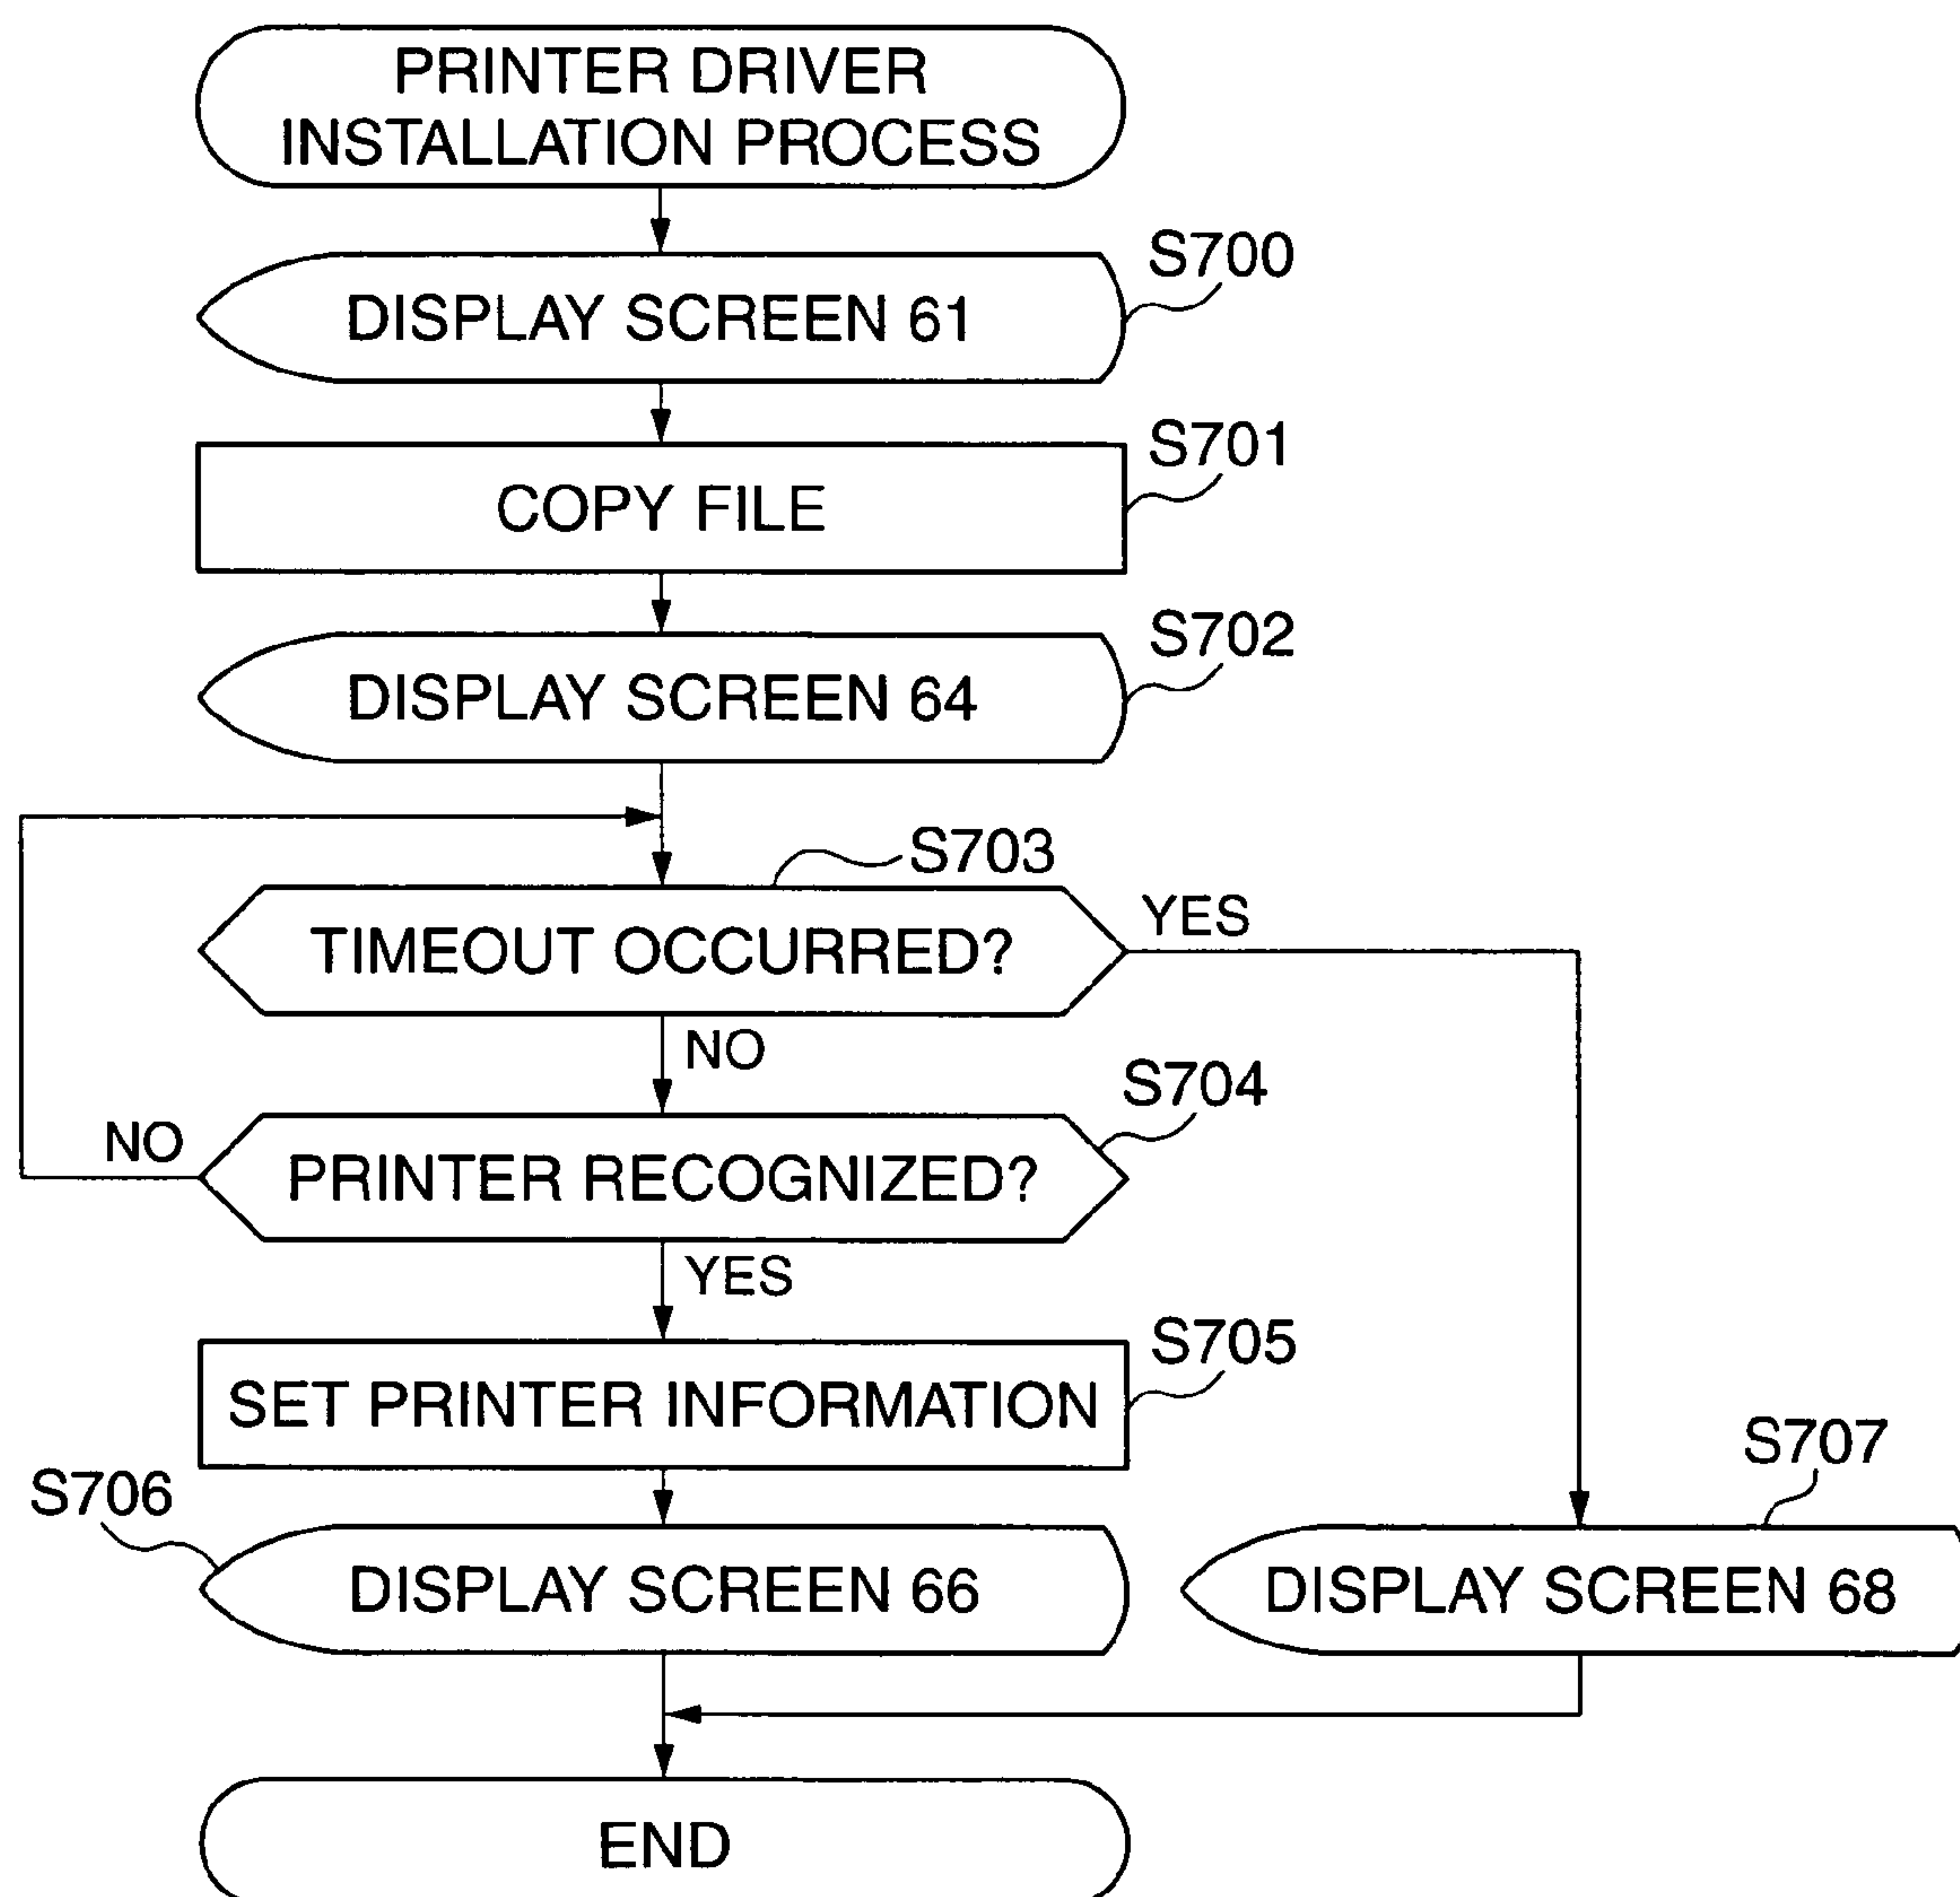 PRINTER DRIVER
INSTALLATION PROCESS
S700
DISPLAY SCREEN 61
S701
COPY FILE
S702
DISPLAY SCREEN 64
S703
TIMEOUT OCCURRED?
YES
NO
S704
NO
PRINTER RECOGNIZED?
YES
S705
SET PRINTER INFORMATION
S706
S707
DISPLAY SCREEN 66
DISPLAY SCREEN 68
END